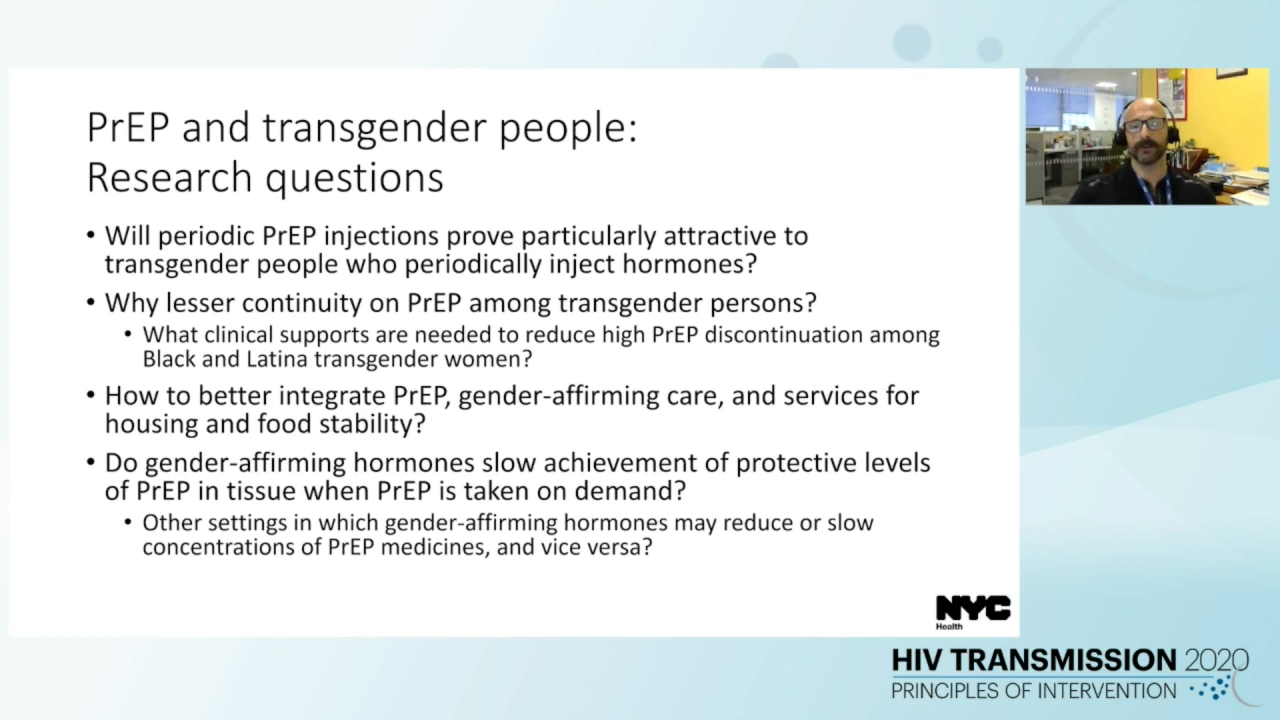 PrEP and transgender people:
Research questions
• Will periodic PrEP injections prove particularly attractive to
transgender people who periodically inject hormones?
• Why lesser continuity on PrEP among transgender persons?
• What clinical supports are needed to reduce high PrEP discontinuation among
Black and Latina transgender women?
• How to better integrate PrEP, gender-affirming care, and services for
housing and food stability?
• Do gender-affirming hormones slow achievement of protective levels
of PrEP in tissue when PrEP is taken on demand?
• Other settings in which gender-affirming hormones may reduce or slow
concentrations of PrEP medicines, and vice versa?
NYC
Health
HIV TRANSMISSION 2020
PRINCIPLES OF INTERVENTION